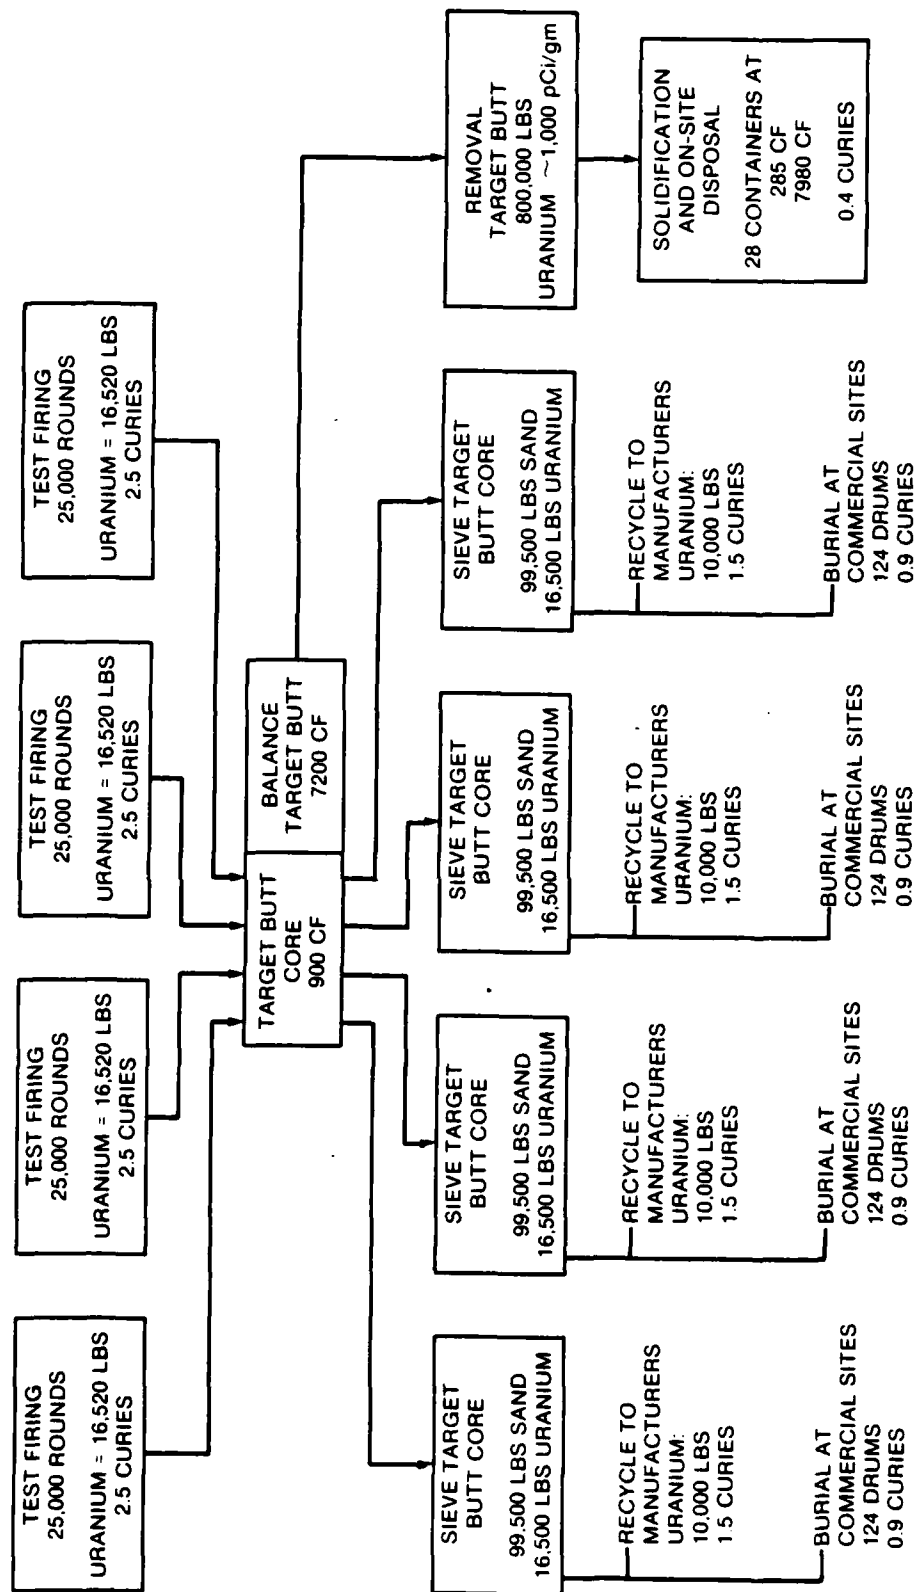 TEST FIRING
25,000 ROUNDS
URANIUM = 16,520 LBS
2.5 CURIES
TEST FIRING
25,000 ROUNDS
URANIUM = 16,520 LBS
2.5 CURIES
TEST FIRING
25,000 ROUNDS
URANIUM = 16,520 LBS
2.5 CURIES
TEST FIRING
25,000 ROUNDS
URANIUM = 16,520 LBS
2.5 CURIES
TARGET BUTT
CORE
900 CF
BALANCE
TARGET BUTT
7200 CF
SIEVE TARGET
BUTT CORE
99,500 LBS SAND
16,500 LBS URANIUM
SIEVE TARGET
BUTT CORE
99,500 LBS SAND
16,500 LBS URANIUM
SIEVE TARGET
BUTT CORE
99,500 LBS SAND
16,500 LBS URANIUM
SIEVE TARGET
BUTT CORE
99,500 LBS SAND
16,500 LBS URANIUM
REMOVAL
TARGET BUTT
800,000 LBS
URANIUM ~1,000 pCi/gm
RECYCLE TO
MANUFACTURERS
URANIUM:
10,000 LBS
1.5 CURIES
RECYCLE TO
MANUFACTURERS
URANIUM:
10,000 LBS
1.5 CURIES
RECYCLE TO
MANUFACTURERS
URANIUM:
10,000 LBS
1.5 CURIES
RECYCLE TO
MANUFACTURERS
URANIUM:
10,000 LBS
1.5 CURIES
SOLIDIFICATION
AND ON-SITE
DISPOSAL
28 CONTAINERS AT
285 CF
7980 CF
0.4 CURIES
BURIAL AT
COMMERCIAL SITES
124 DRUMS
0.9 CURIES
BURIAL AT
COMMERCIAL SITES
124 DRUMS
0.9 CURIES
BURIAL AT
COMMERCIAL SITES
124 DRUMS
0.9 CURIES
BURIAL AT
COMMERCIAL SITES
124 DRUMS
0.9 CURIES